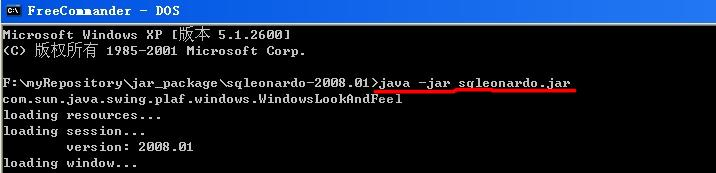 FreeCommander - DOS
Microsoft Windows XP [版本 5.1.2600]
(C) 版权所有 1985-2001 Microsoft Corp.
F:\myRepository\jar_package\sqleonardo-2008.01>java -jar sqleonardo.jar
com.sun.java.swing.plaf.windows.WindowsLookAndFeel
loading resources...
loading session...
version: 2008.01
loading window...